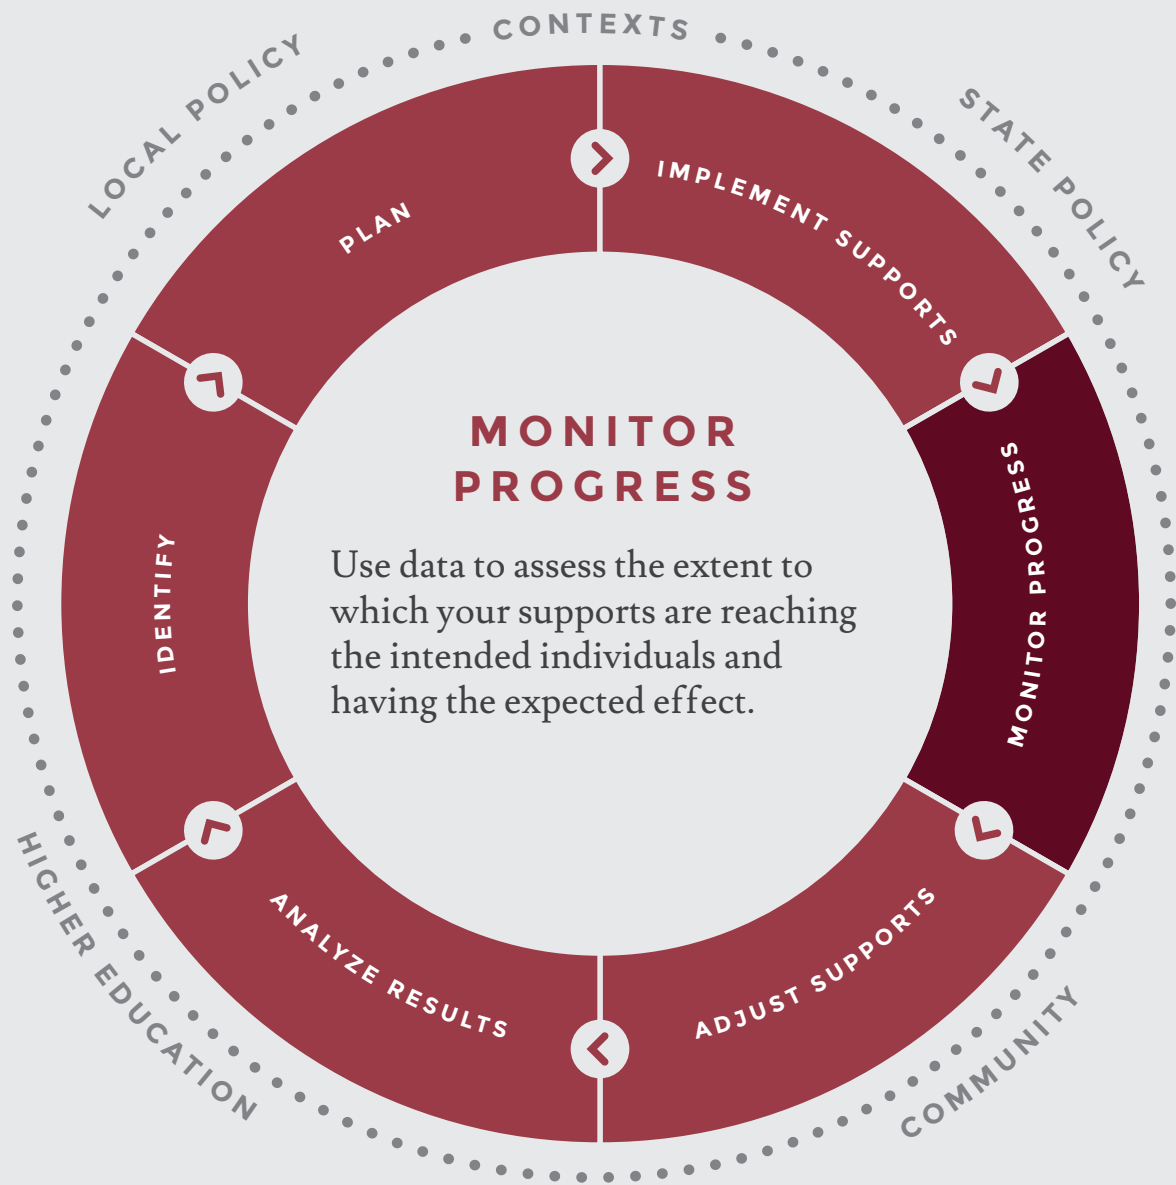 CONTEXTS
LOCAL POLICY
STATE POLICY
PLAN
IMPLEMENT SUPPORTS
MONITOR
PROGRESS
Use data to assess the extent to
which your supports are reaching
the intended individuals and
having the expected effect.
IDENTIFY
MONITOR PROGRESS
ANALYZE RESULTS
ADJUST SUPPORTS
HIGHER EDUCATION
COMMUNITY